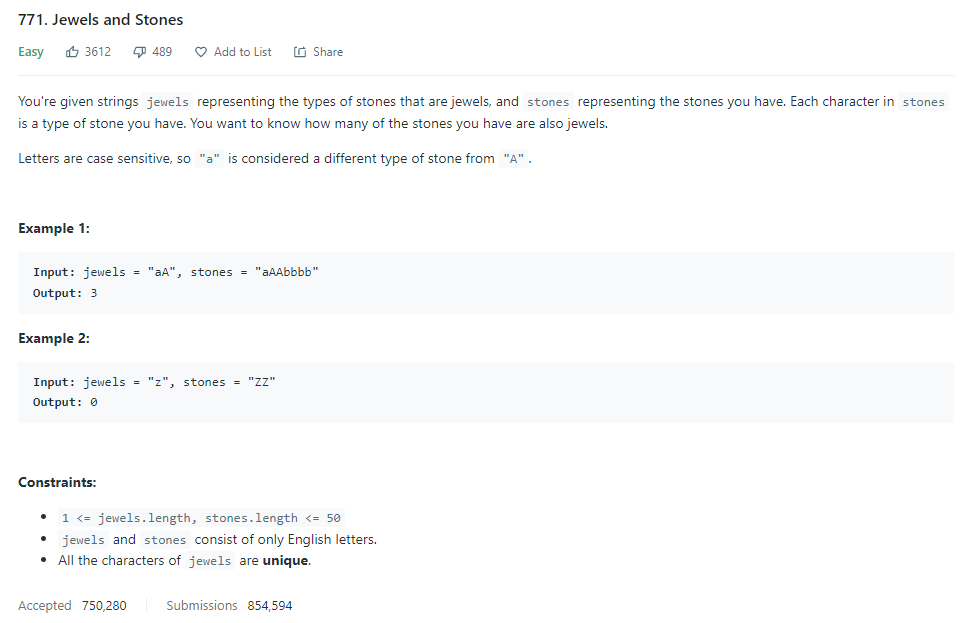 771. Jewels and Stones
Easy 3612 489 Add to List Share
You're given strings jewels representing the types of stones that are jewels, and stones representing the stones you have. Each character in stones
is a type of stone you have. You want to know how many of the stones you have are also jewels.
Letters are case sensitive, so "a" is considered a different type of stone from "A".
Example 1:
Input: jewels = "aA", stones = "aAAbbbb"
Output: 3
Example 2:
Input: jewels = "z", stones = "ZZ"
Output: 0
Constraints:
• 1 <= jewels.length, stones.length <= 50
• jewels and stones consist of only English letters.
• All the characters of jewels are unique.
Accepted 750,280 Submissions 854,594